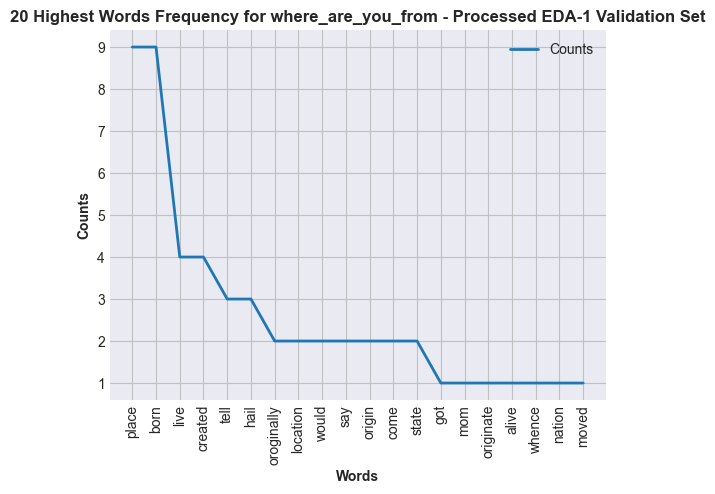 20 Highest Words Frequency for where_are_you_from - Processed EDA-1 Validation Set
Counts
9
8
7
6
5
4
3
2
1
Counts
place
born
live
created
tell
hail
oroginally
location
would
say
origin
come
state
got
mom
originate
alive
whence
nation
moved
Words